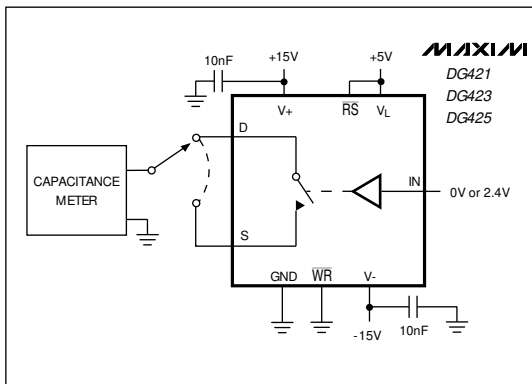 10nF
+15V
+5V
MAXIM
DG421
DG423
DG425
V+
RS
VL
D
IN
0V or 2.4V
CAPACITANCE
METER
S
GND
WR
V-
-15V
10nF